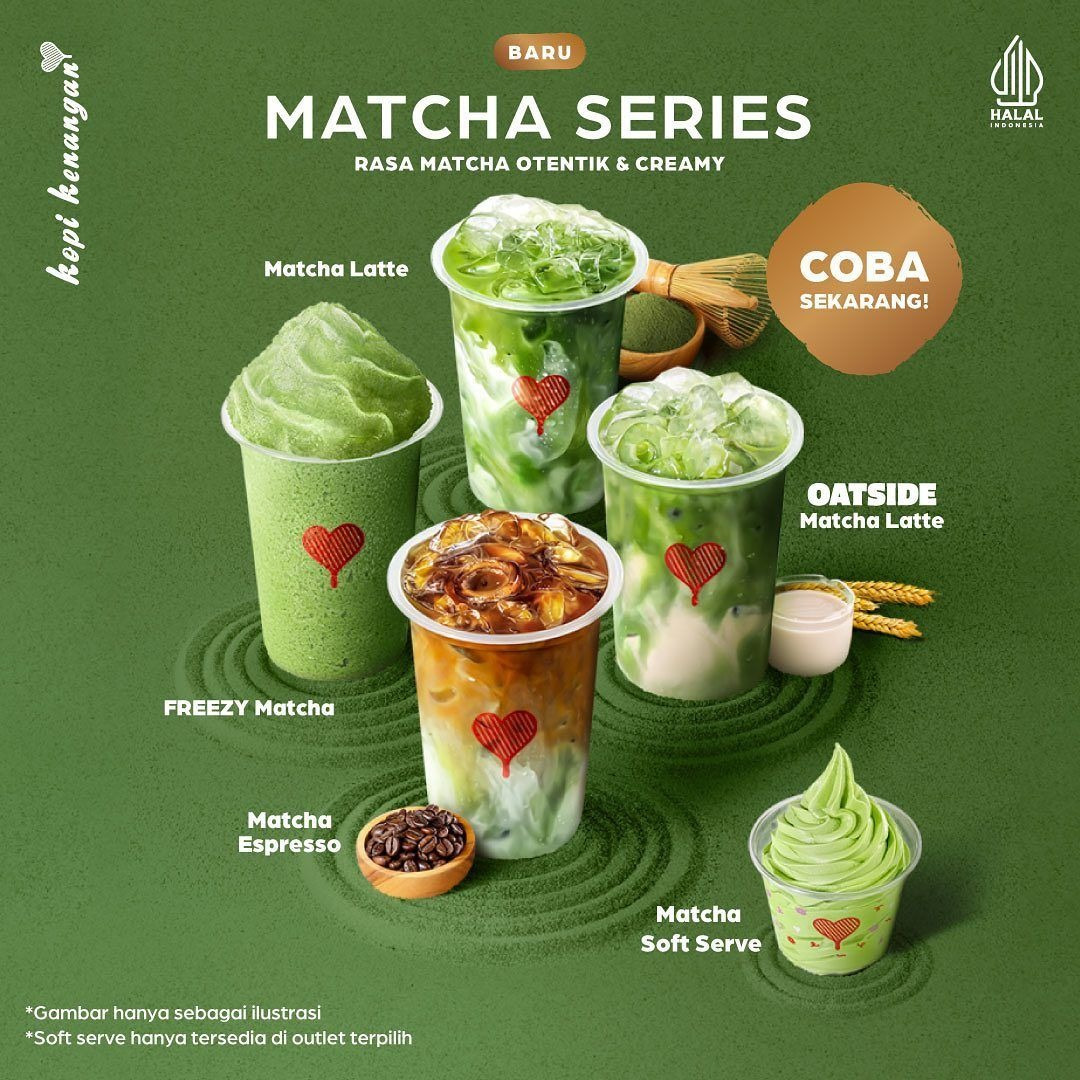 kopi kenangan
BARU
MATCHA SERIES
RASA MATCHA OTENTIK & CREAMY
HALAL
INDONESIA
Matcha Latte
COBA
SEKARANG!
OATSIDE
Matcha Latte
FREEZY Matcha
Matcha
Espresso
Matcha
Soft Serve
*Gambar hanya sebagai ilustrasi
*Soft serve hanya tersedia di outlet terpilih